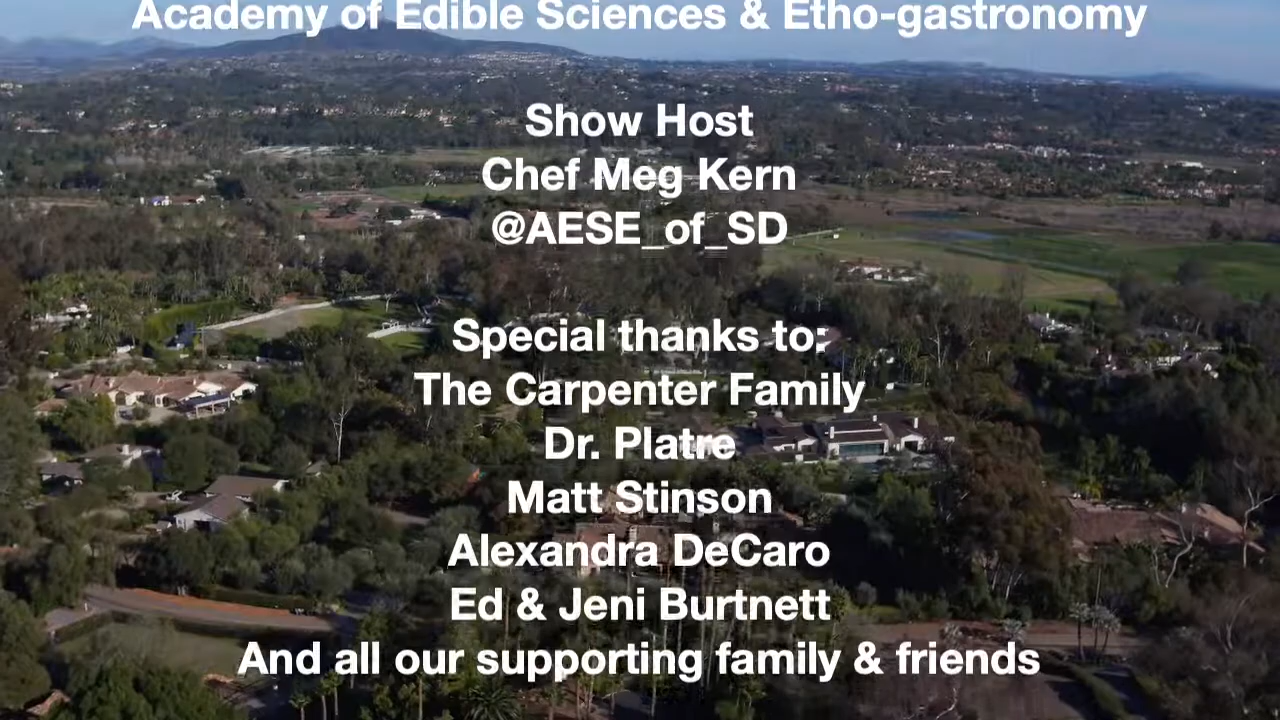 Academy of Edible Sciences & Etho-gastronomy
Show Host
Chef Meg Kern
@AESE_of_SD
Special thanks to:
The Carpenter Family
Dr. Platre
Matt Stinson
Alexandra DeCaro
Ed & Jeni Burtnett
And all our supporting family & friends